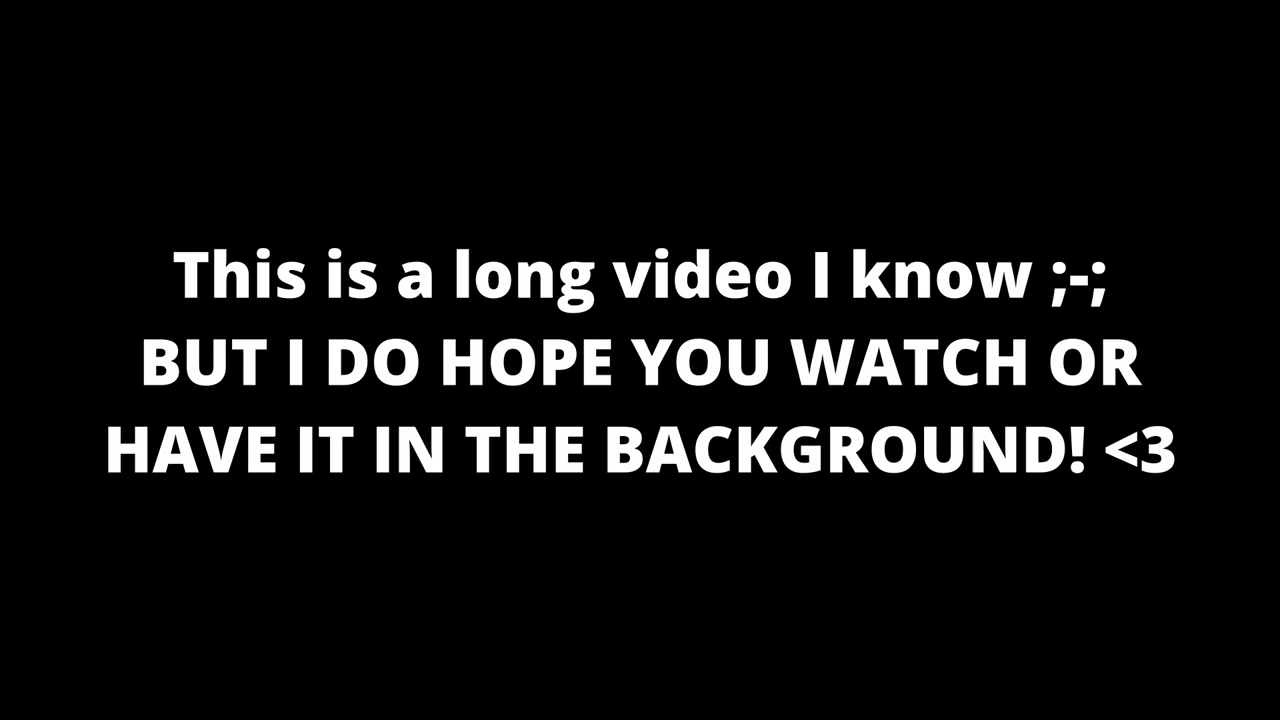 This is a long video I know ;-;
BUT I DO HOPE YOU WATCH OR
HAVE IT IN THE BACKGROUND! <3